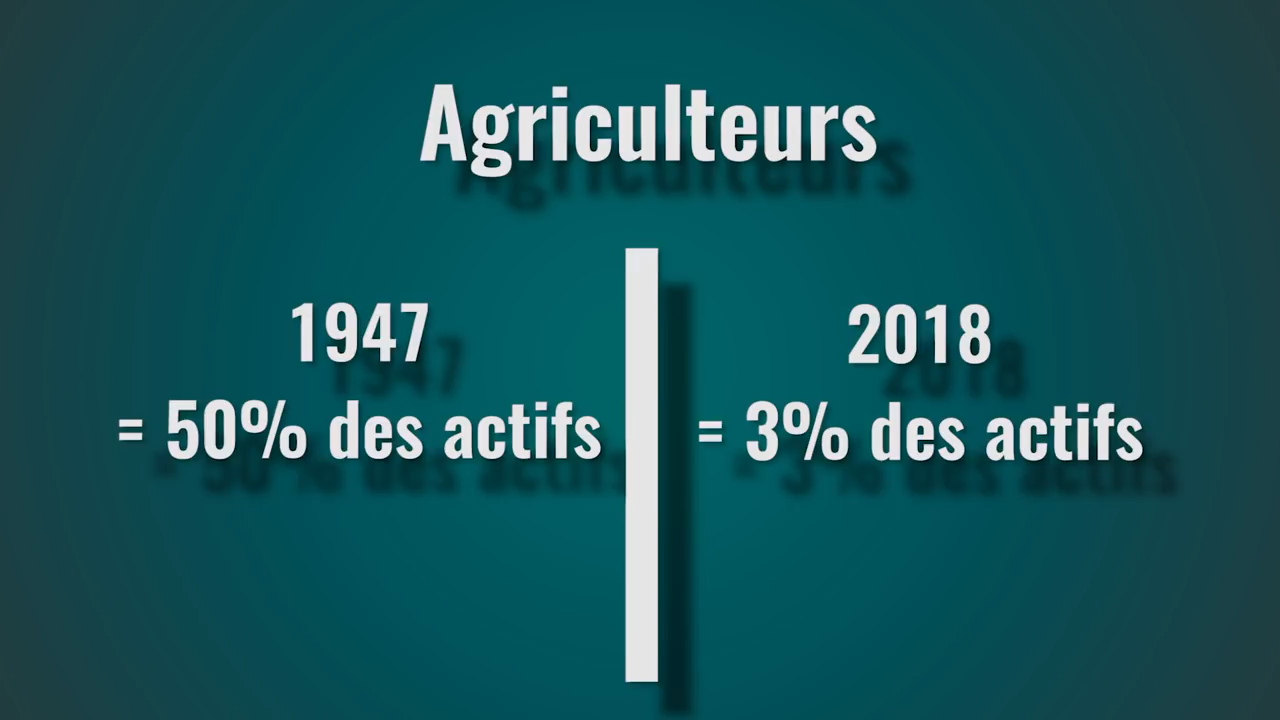 Agriculteurs
1947
= 50% des actifs
2018
= 3% des actifs